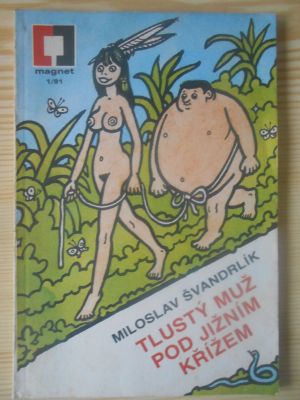 magnet
1/91
MILOSLAV ŠVANDRLÍK
TLUSTÝ MUŽ
POD JIŽNÍM
KŘÍŽEM